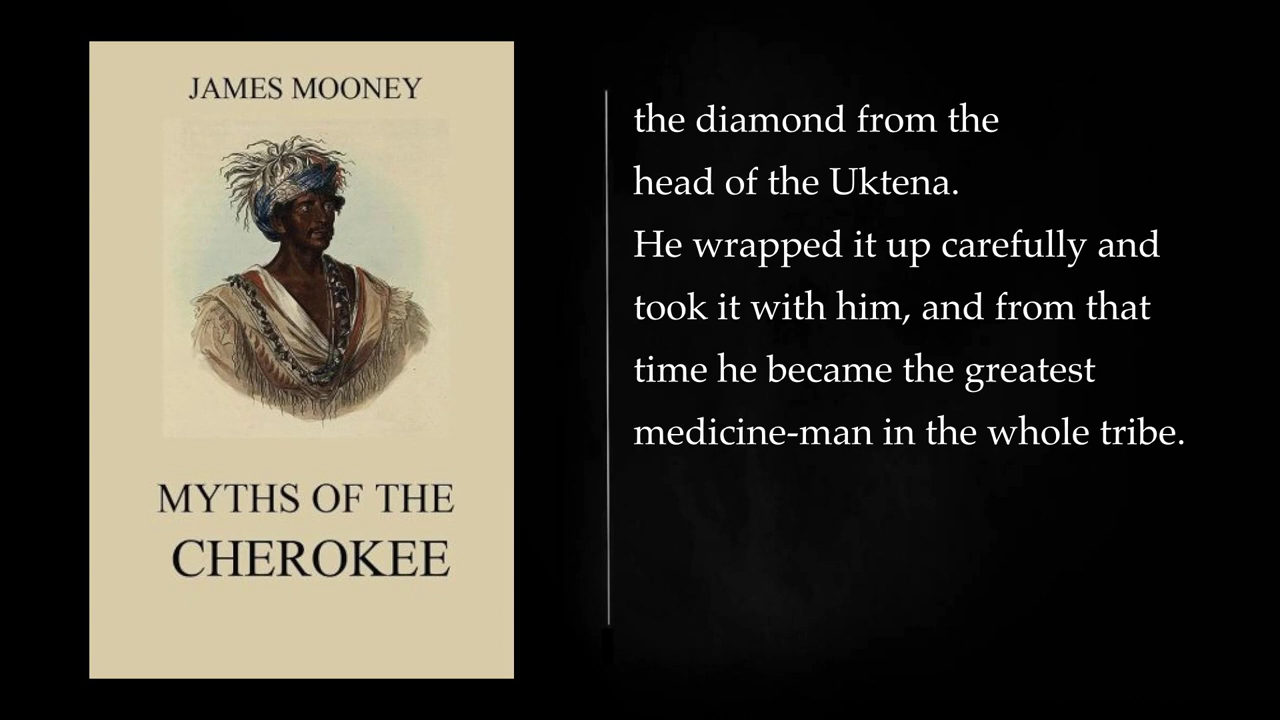 JAMES MOONEY
MYTHS OF THE
CHEROKEE
the diamond from the
head of the Uktena.
He wrapped it up carefully and
took it with him, and from that
time he became the greatest
medicine-man in the whole tribe.